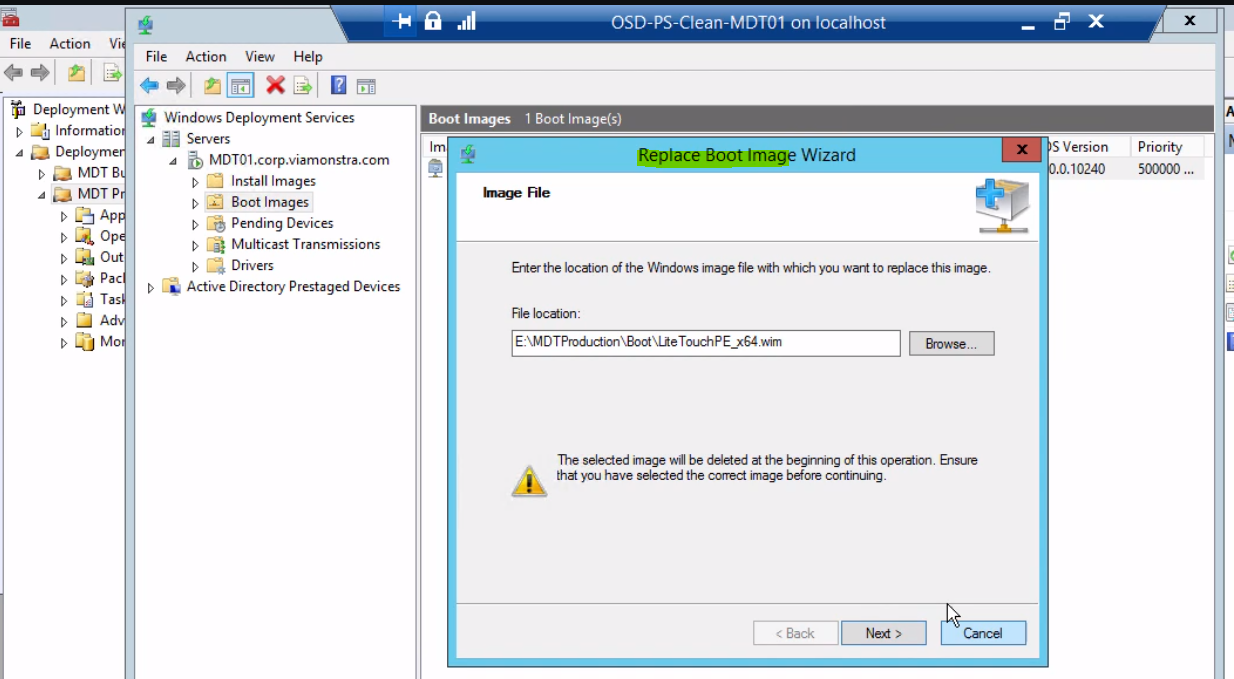 OSD-PS-Clean-MDT01 on localhost
File Action Vie
Deployment W
Information
Deploymen
MDT Bu
MDT Pr
App
Ope
Out
Pack
Task
Adv
Mor
File Action View Help
Windows Deployment Services
Servers
MDT01.corp.viamonstra.com
Install Images
Boot Images
Pending Devices
Multicast Transmissions
Drivers
Active Directory Prestaged Devices
Boot Images 1 Boot Image(s)
Im
OS Version Priority
0.0.10240 500000 ...
Replace Boot Image Wizard
Image File
Enter the location of the Windows image file with which you want to replace this image.
File location:
E:\MDTProduction\Boot\LiteTouchPE_x64.wim
Browse...
The selected image will be deleted at the beginning of this operation. Ensure
that you have selected the correct image before continuing.
< Back Next > Cancel